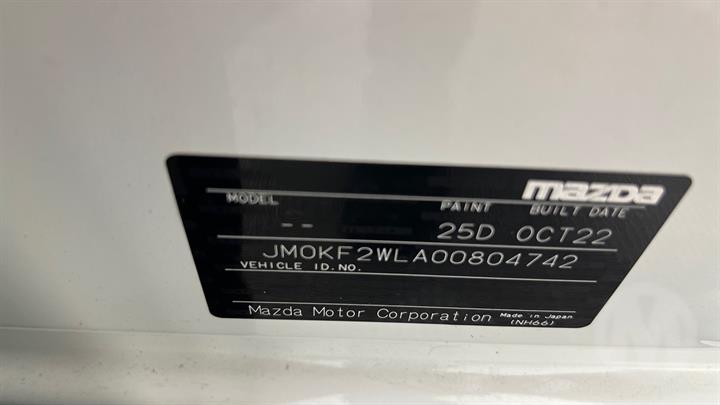 mazda
MODEL PAINT BUILT DATE
-- 25D OCT22
JM0KF2WLA00804742
VEHICLE ID.NO.
Mazda Motor Corporation Made in Japan
(NH66)